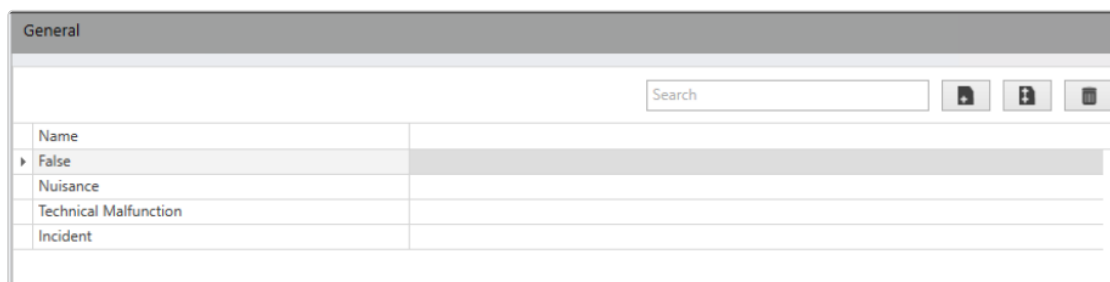 General
Search
Name
False
Nuisance
Technical Malfunction
Incident